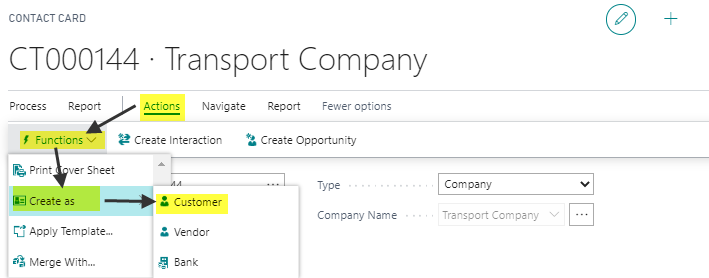 CONTACT CARD
CT000144 · Transport Company
Process Report Actions Navigate Report Fewer options
Functions Create Interaction Create Opportunity
Print Cover Sheet
44 ... Type Company
Create as Customer Company Name Transport Company ...
Apply Template... Vendor
Merge With... Bank